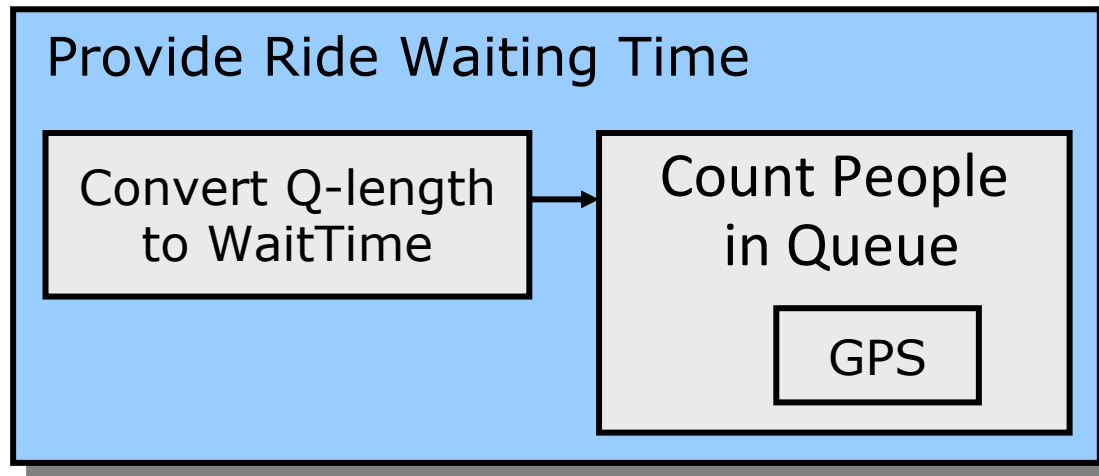 Provide Ride Waiting Time
Convert Q-length
to WaitTime
Count People
in Queue
GPS